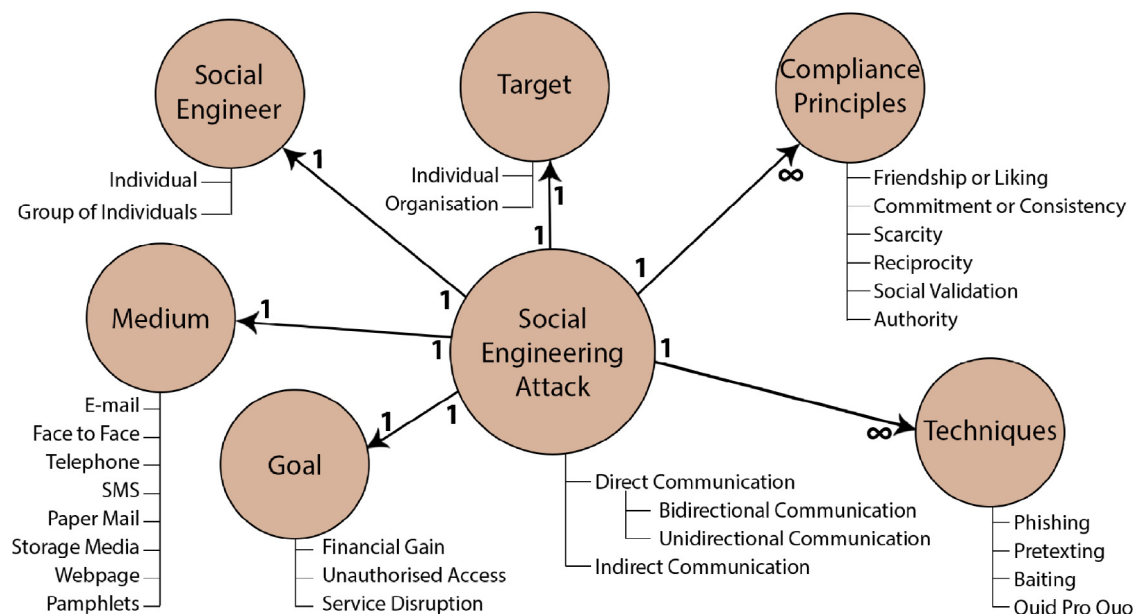 Social
Engineer
1
Individual
Group of Individuals
Target
Individual
Organisation
1
1
Compliance
Principles
∞
Friendship or Liking
Commitment or Consistency
Scarcity
Reciprocity
Social Validation
Authority
1
1
Medium
1
1
E-mail
Face to Face
Telephone
SMS
Paper Mail
Storage Media
Webpage
Pamphlets
Goal
1
1
Financial Gain
Unauthorised Access
Service Disruption
Social
Engineering
Attack
Direct Communication
Bidirectional Communication
Unidirectional Communication
Indirect Communication
1
∞
Techniques
Phishing
Pretexting
Baiting
Quid Pro Quo